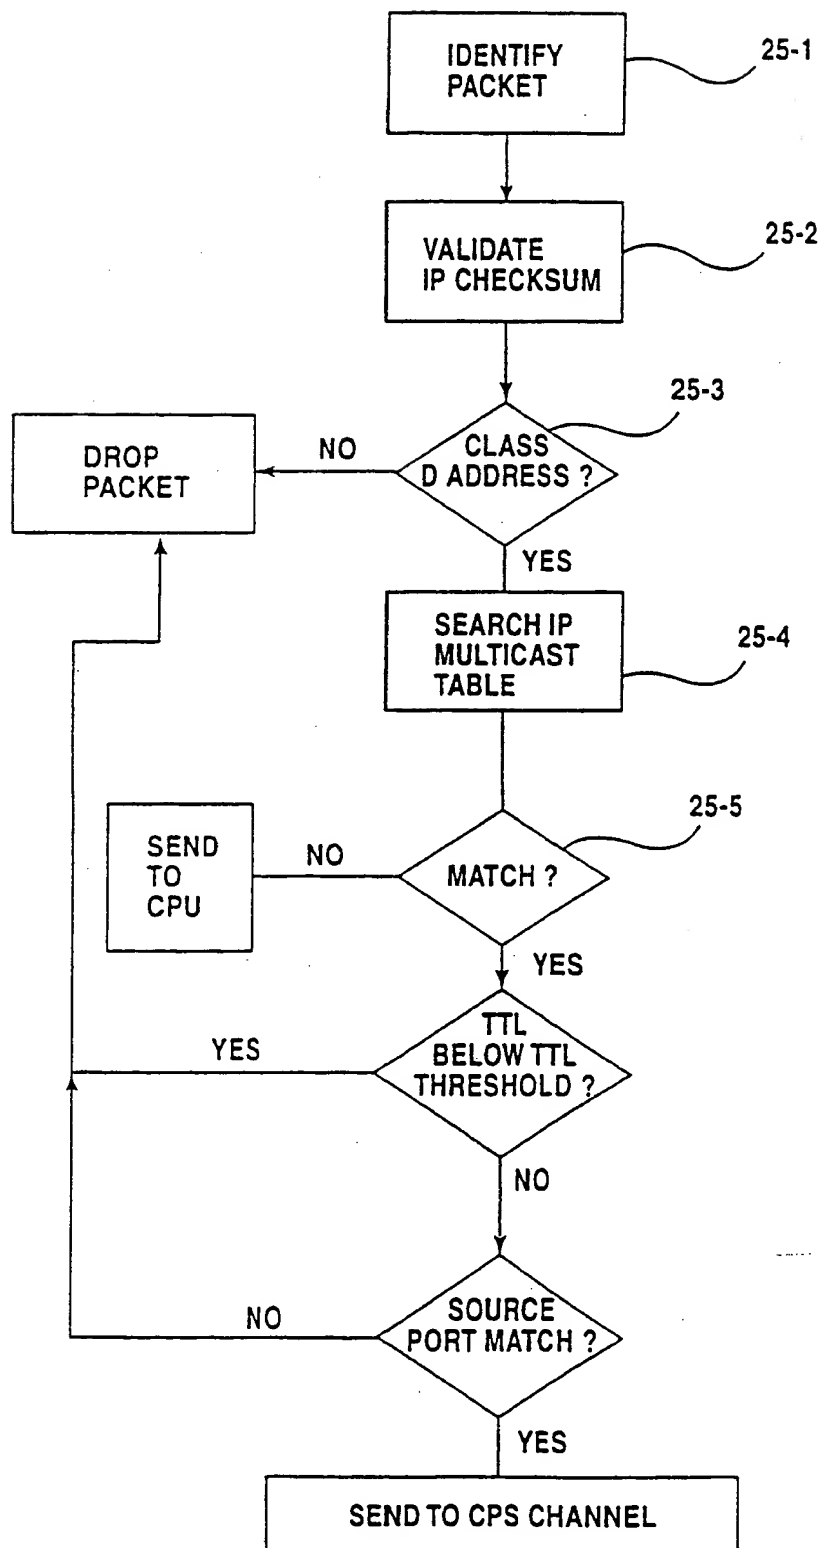 IDENTIFY
PACKET
25-1
VALIDATE
IP CHECKSUM
25-2
25-3
CLASS
D ADDRESS ?
NO
DROP
PACKET
YES
SEARCH IP
MULTICAST
TABLE
25-4
25-5
MATCH ?
NO
SEND
TO
CPU
YES
TTL
BELOW TTL
THRESHOLD ?
YES
NO
SOURCE
PORT MATCH ?
NO
YES
SEND TO CPS CHANNEL